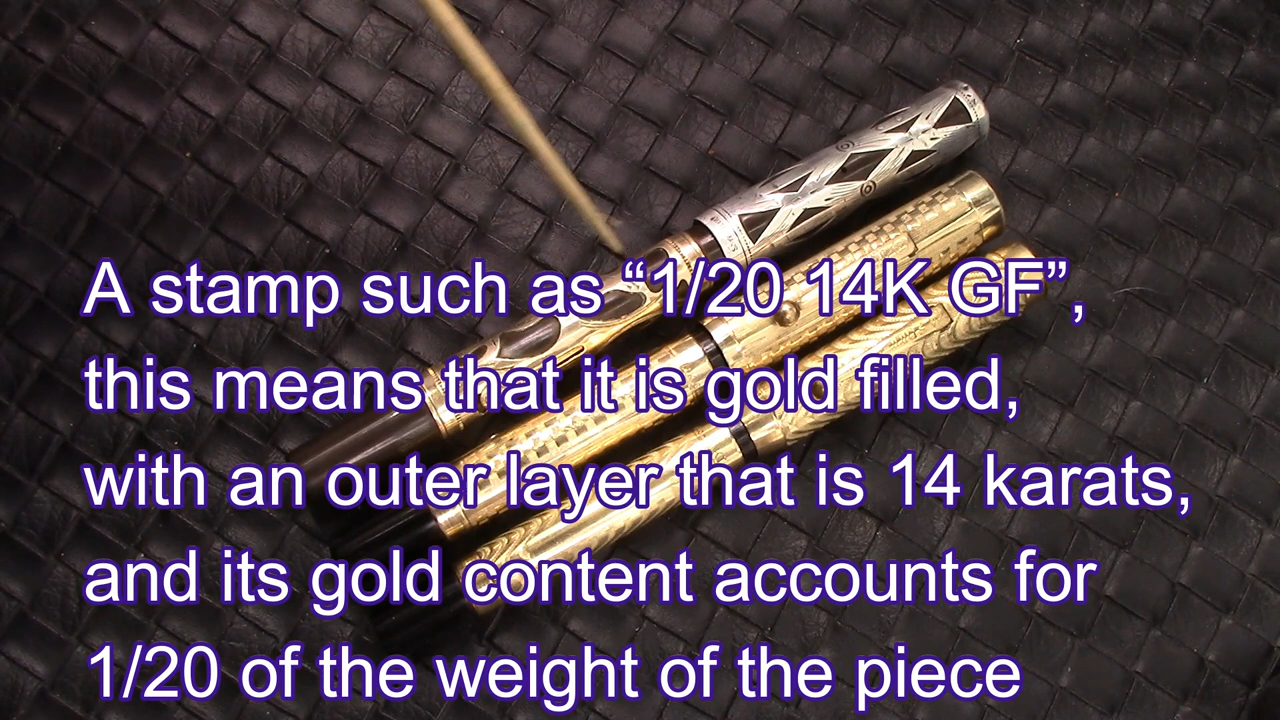 A stamp such as “1/20 14K GF”,
this means that it is gold filled,
with an outer layer that is 14 karats,
and its gold content accounts for
1/20 of the weight of the piece